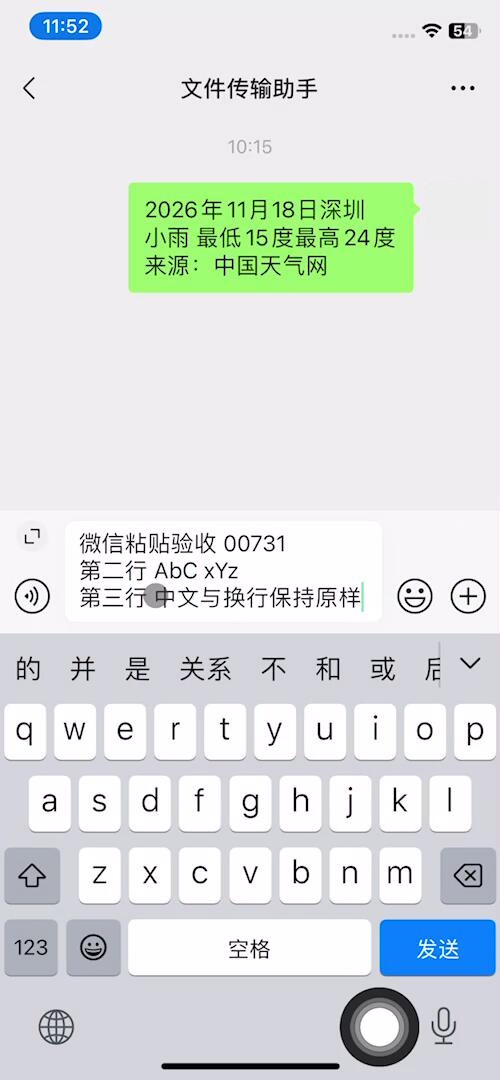 11:52
54
文件传输助手
10:15
2026年11月18日深圳
小雨 最低15度最高24度
来源：中国天气网
微信粘贴验收 00731
第二行 AbC xYz
第三行 中文与换行保持原样
的 并 是 关系 不 和 或 后
q w e r t y u i o p
a s d f g h j k l
z x c v b n m
123 空格 发送